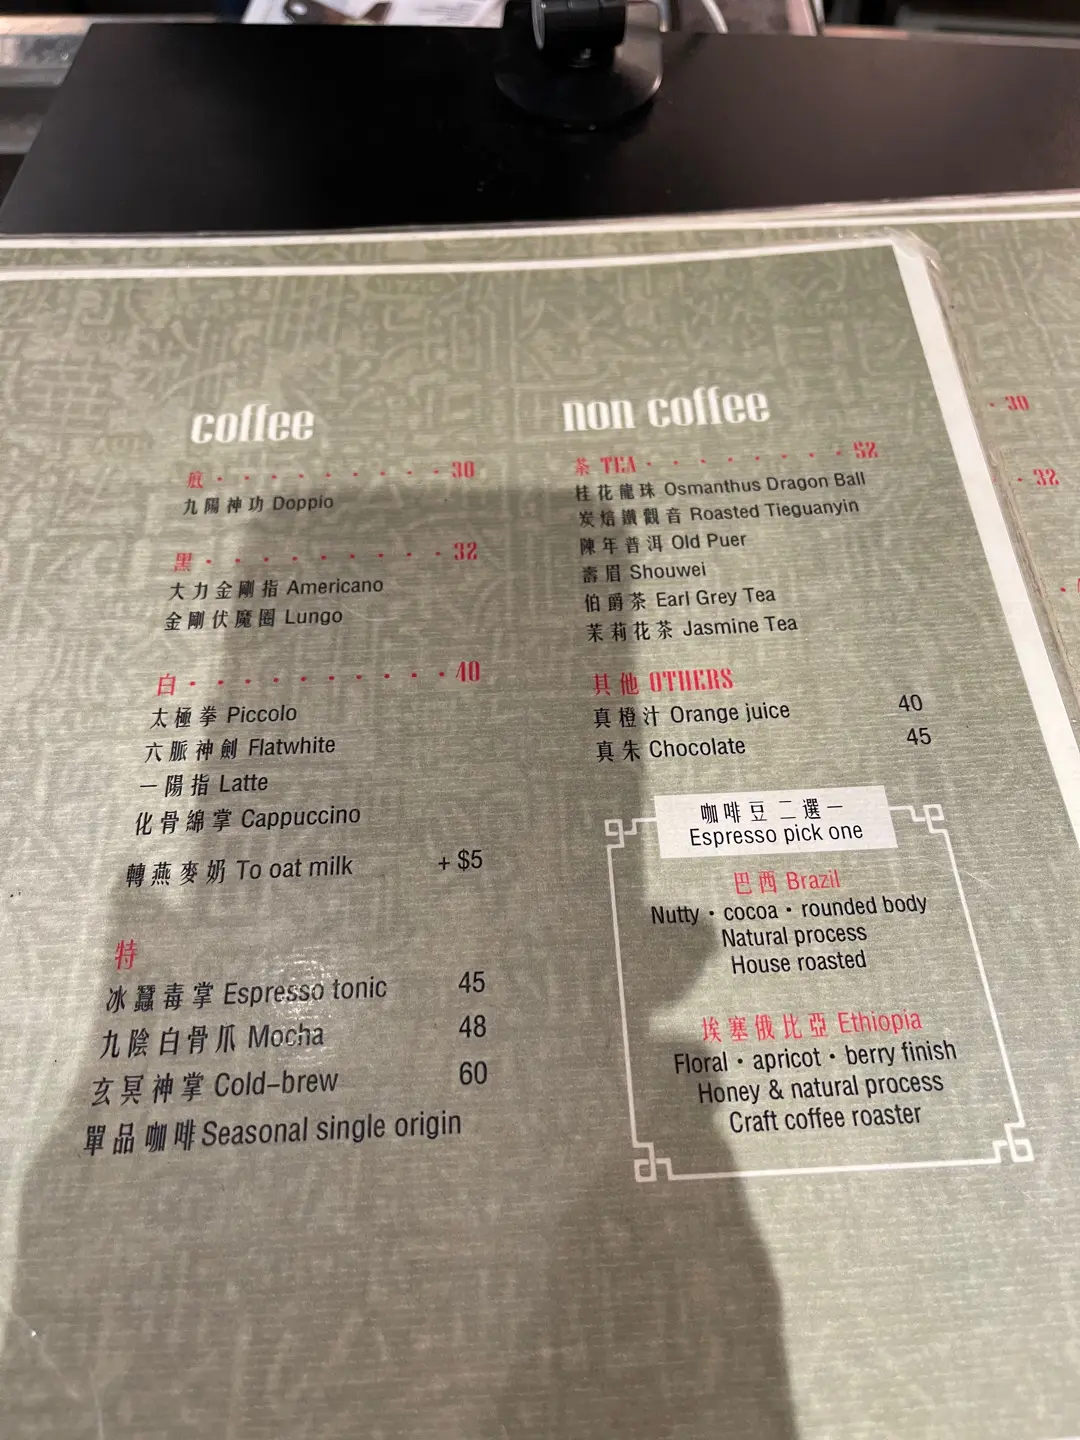 coffee
底 · · · · · · · · · 30
九陽神功 Doppio
黑 · · · · · · · · · 32
大力金剛指 Americano
金剛伏魔圈 Lungo
白 · · · · · · · · · · 40
太極拳 Piccolo
六脈神劍 Flatwhite
一陽指 Latte
化骨綿掌 Cappuccino
轉燕麥奶 To oat milk + $5
特
冰蠶毒掌 Espresso tonic 45
九陰白骨爪 Mocha 48
玄冥神掌 Cold-brew 60
單品咖啡 Seasonal single origin
non coffee
茶 TEA · · · · · · · · 52
桂花龍珠 Osmanthus Dragon Ball
炭焙鐵觀音 Roasted Tieguanyin
陳年普洱 Old Puer
壽眉 Shouwei
伯爵茶 Earl Grey Tea
茉莉花茶 Jasmine Tea
其他 OTHERS
真橙汁 Orange juice 40
真朱 Chocolate 45
咖啡豆二選一
Espresso pick one
巴西 Brazil
Nutty · cocoa · rounded body
Natural process
House roasted
埃塞俄比亞 Ethiopia
Floral · apricot · berry finish
Honey & natural process
Craft coffee roaster
· 30
· 32